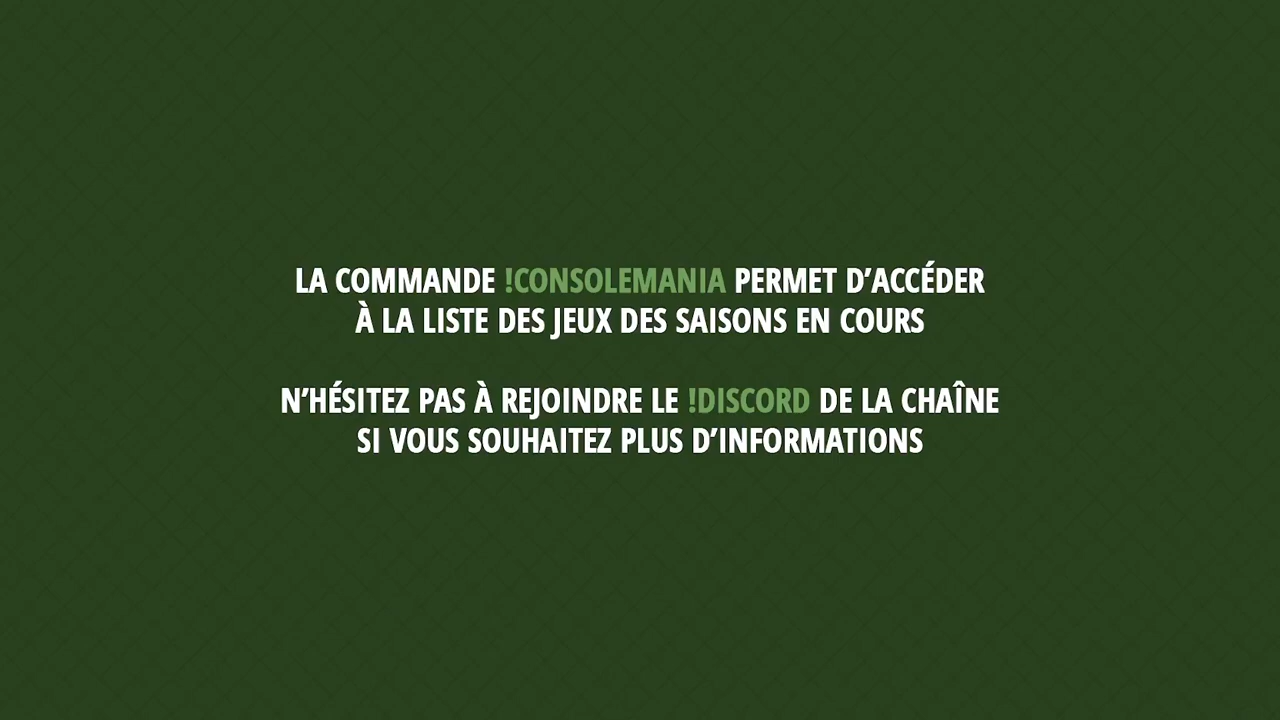 LA COMMANDE !CONSOLEMANIA PERMET D’ACCÉDER
À LA LISTE DES JEUX DES SAISONS EN COURS
N’HÉSITEZ PAS À REJOINDRE LE !DISCORD DE LA CHAÎNE
SI VOUS SOUHAITEZ PLUS D’INFORMATIONS